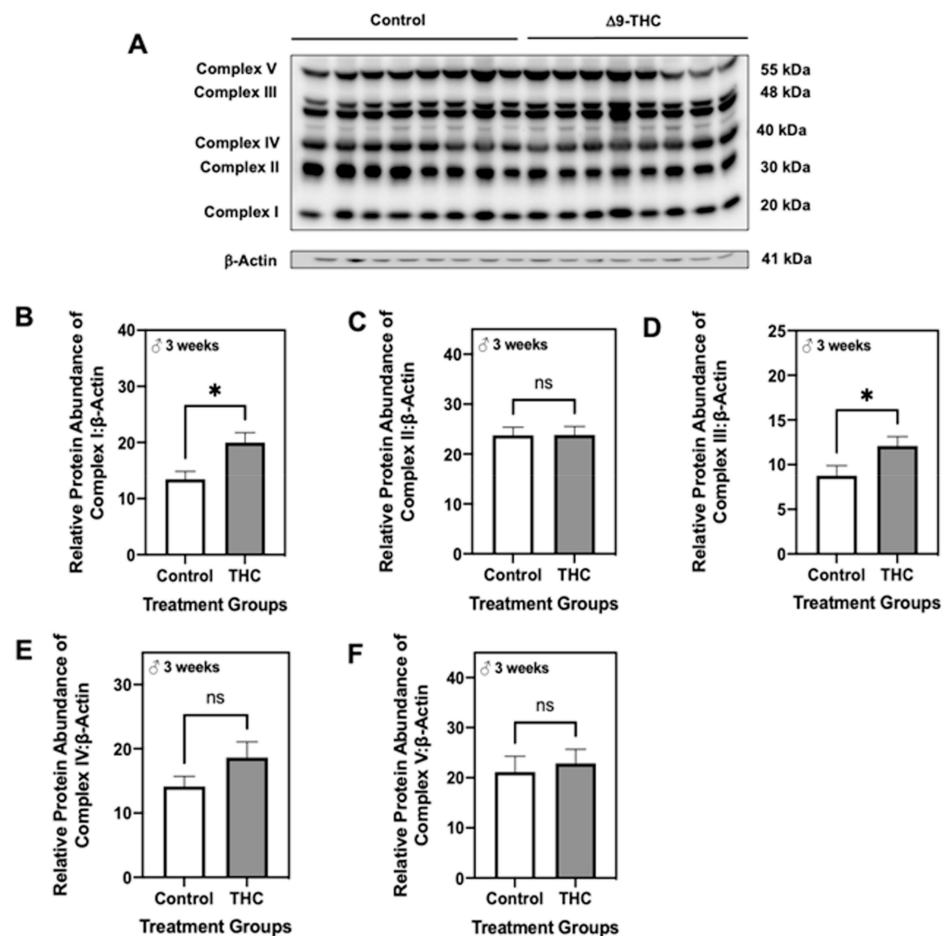 Control Δ9-THC
A
Complex V 55 kDa
Complex III 48 kDa
40 kDa
Complex IV
Complex II 30 kDa
Complex I 20 kDa
β-Actin 41 kDa
B
Relative Protein Abundance of
Complex I:β-Actin
40
30
20
10
0
♂ 3 weeks
*
Control THC
Treatment Groups
C
Relative Protein Abundance of
Complex II:β-Actin
40
30
20
10
0
♂ 3 weeks
ns
Control THC
Treatment Groups
D
Relative Protein Abundance of
Complex III:β-Actin
25
20
15
10
5
0
♂ 3 weeks
*
Control THC
Treatment Groups
E
Relative Protein Abundance of
Complex IV:β-Actin
30
20
10
0
♂ 3 weeks
ns
Control THC
Treatment Groups
F
Relative Protein Abundance of
Complex V:β-Actin
40
30
20
10
0
♂ 3 weeks
ns
Control THC
Treatment Groups